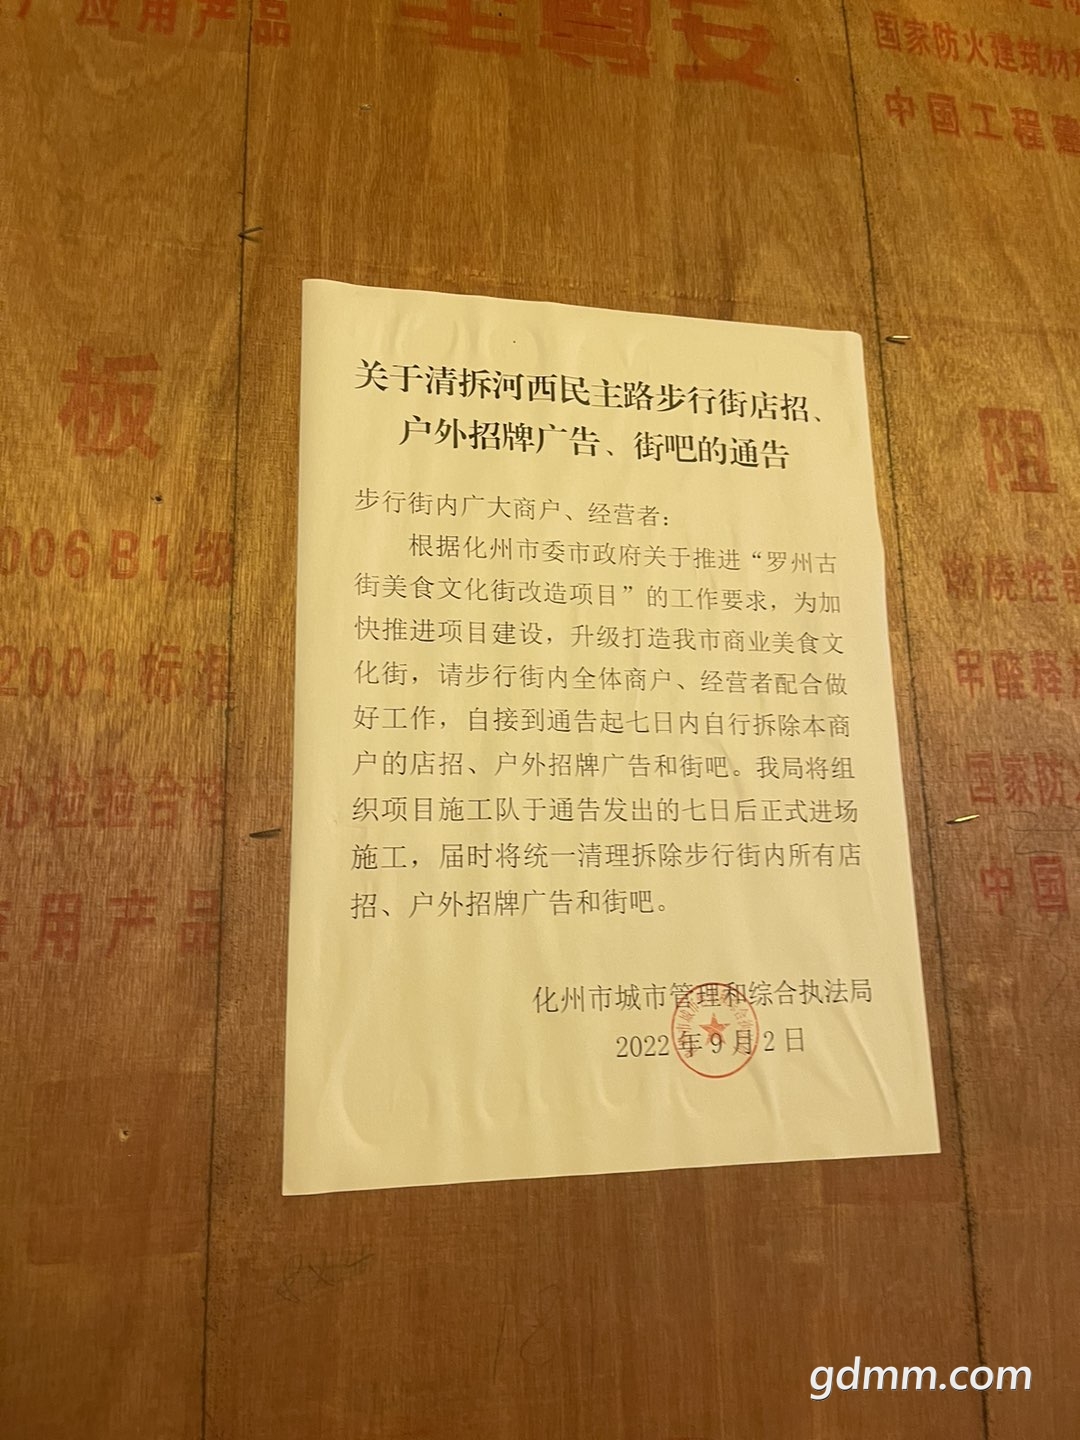 应用产品
国家防火建筑材
中国工程建
关于清拆河西民主路步行街店招、
户外招牌广告、街吧的通告
步行街内广大商户、经营者：
根据化州市委市政府关于推进“罗州古
街美食文化街改造项目”的工作要求，为加
快推进项目建设，升级打造我市商业美食文
化街，请步行街内全体商户、经营者配合做
好工作，自接到通告起七日内自行拆除本商
户的店招、户外招牌广告和街吧。我局将组
织项目施工队于通告发出的七日后正式进场
施工，届时将统一清理拆除步行街内所有店
招、户外招牌广告和街吧。
化州市城市管理和综合执法局
2022年9月2日
板
006B1级
2001标准
心检验合格
应用产品
阻
燃烧性能
甲醛释放
国家防火
中国
gdmm.com